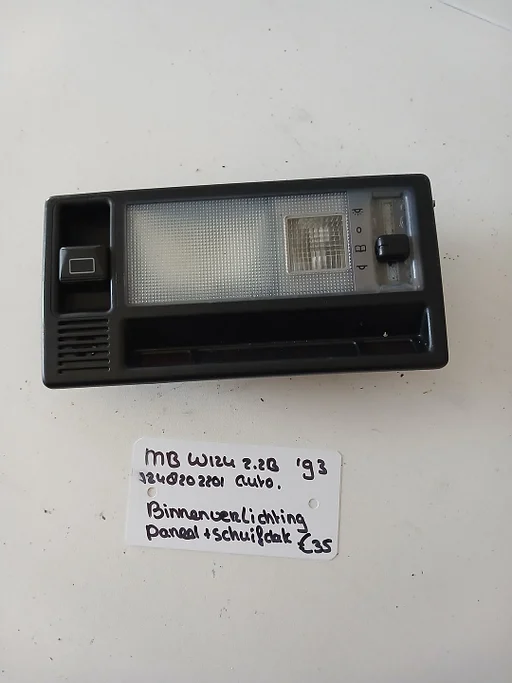 MB W124 2.2B '93
1248202201 auto.
Binnenverlichting
Paneel + schuifdak €35